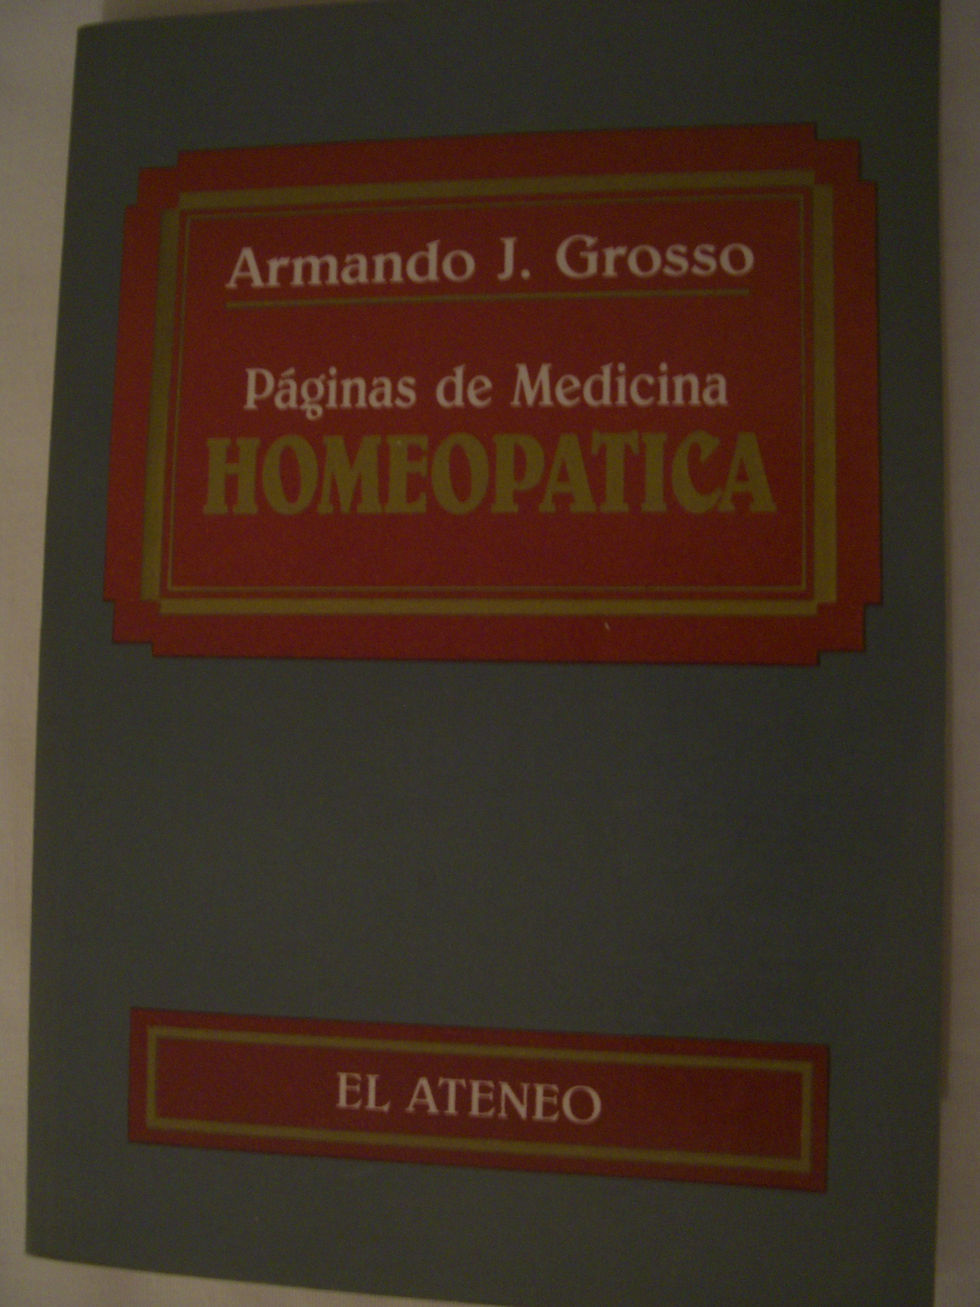 Armando J. Grosso
Páginas de Medicina
HOMEOPATICA
EL ATENEO